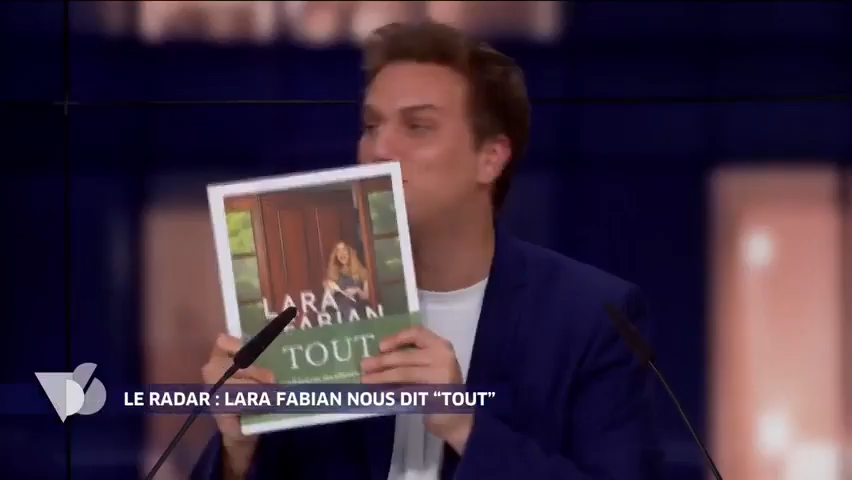 LARA
FABIAN
TOUT
LE RADAR : LARA FABIAN NOUS DIT “TOUT”